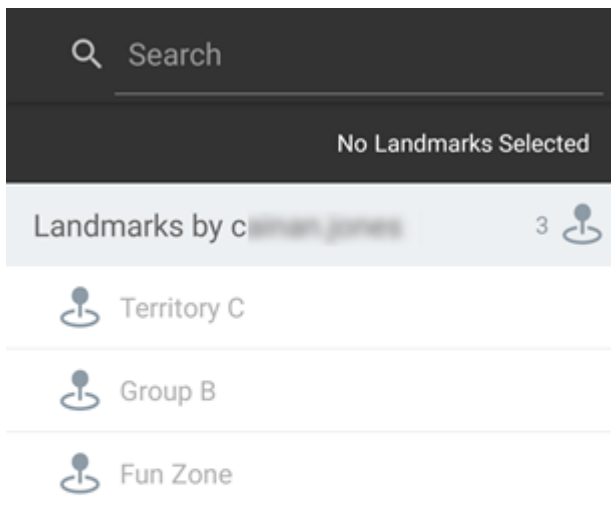 Search
No Landmarks Selected
Landmarks by c
3
Territory C
Group B
Fun Zone